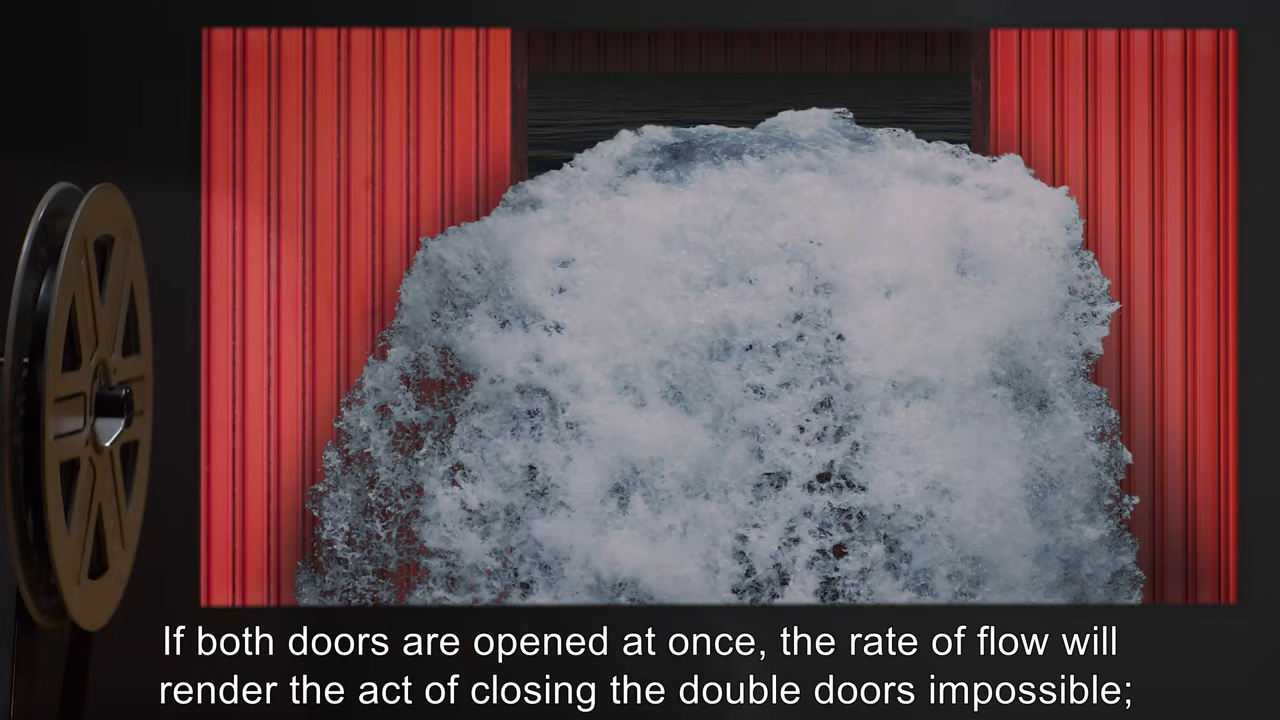 If both doors are opened at once, the rate of flow will
render the act of closing the double doors impossible;